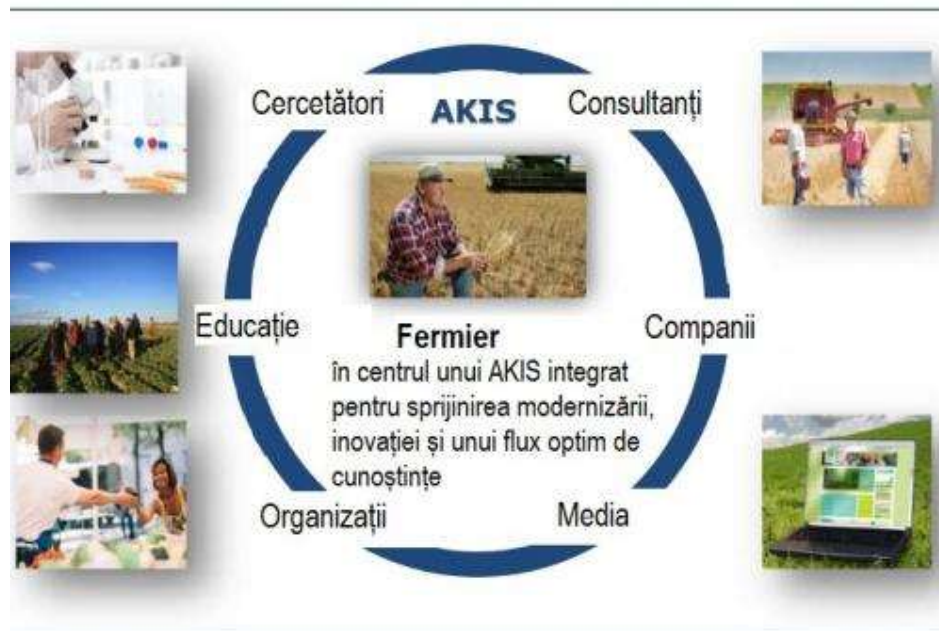 Cercetători
AKIS
Consultanți
Educație
Companii
Fermier
în centrul unui AKIS integrat
pentru sprijinirea modernizării,
inovației și unui flux optim de
cunoștințe
Organizații
Media